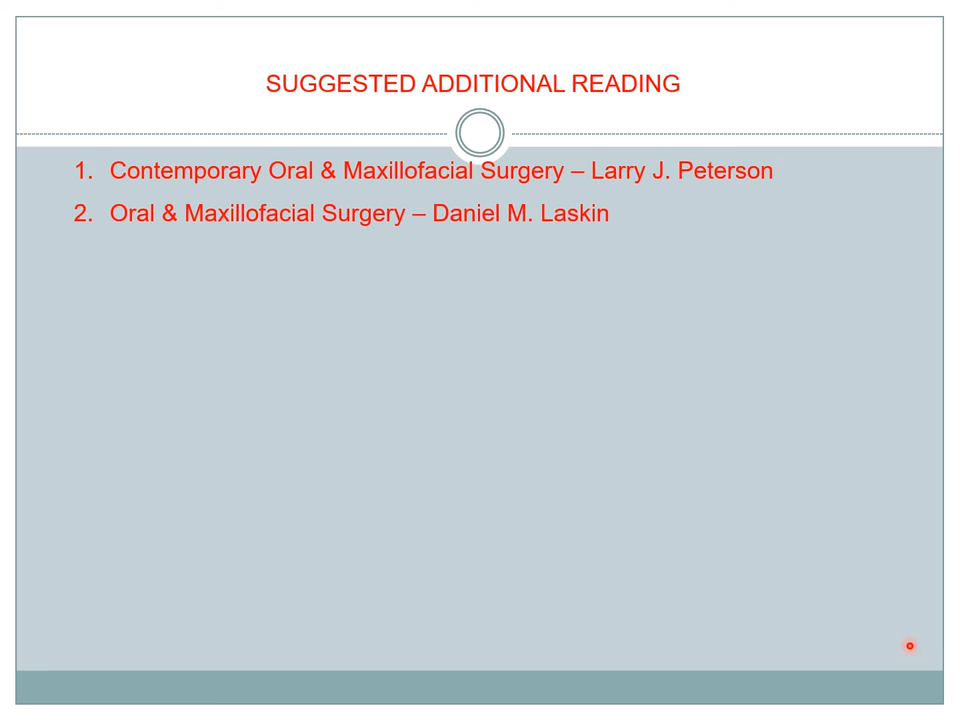 SUGGESTED ADDITIONAL READING
1. Contemporary Oral & Maxillofacial Surgery – Larry J. Peterson
2. Oral & Maxillofacial Surgery – Daniel M. Laskin